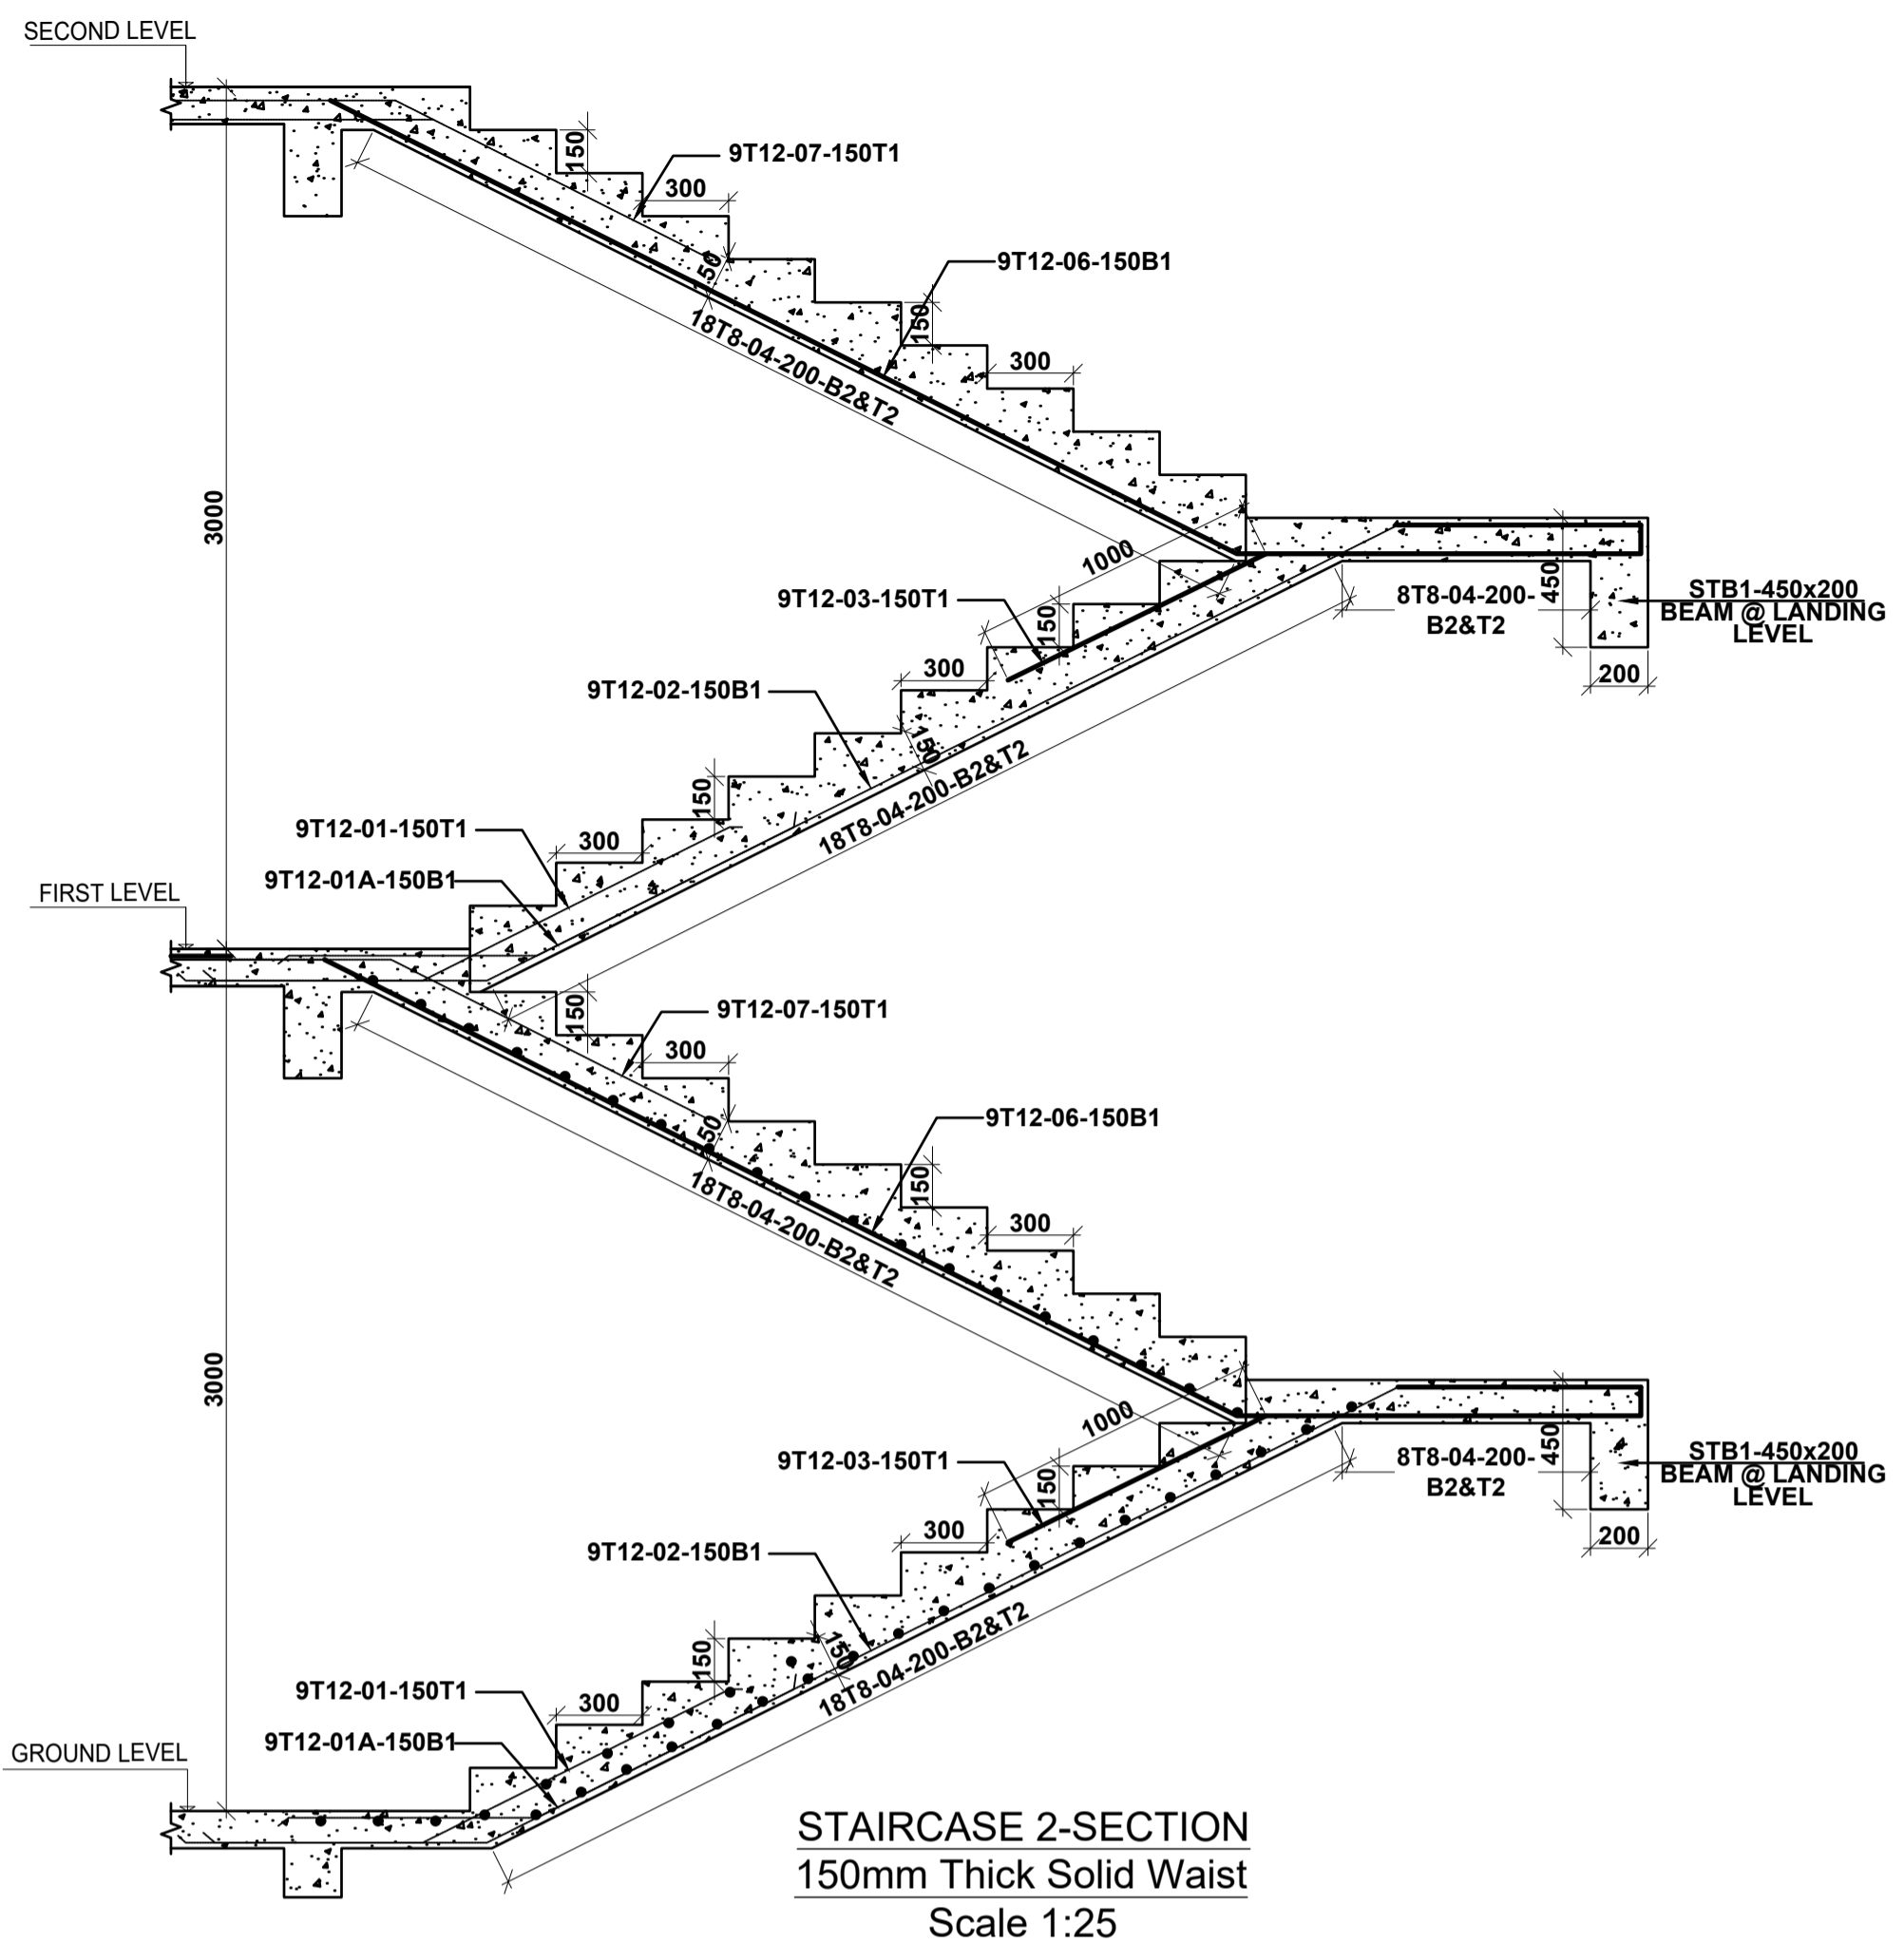 SECOND LEVEL
150
9T12-07-150T1
300
9T12-06-150B1
50
150
18T8-04-200-B2&T2
300
3000
1000
9T12-03-150T1
150
450
8T8-04-200-
B2&T2
STB1-450x200
BEAM @ LANDING
LEVEL
200
300
9T12-02-150B1
150
18T8-04-200-B2&T2
150
9T12-01-150T1
300
9T12-01A-150B1
FIRST LEVEL
150
9T12-07-150T1
300
9T12-06-150B1
50
150
18T8-04-200-B2&T2
300
3000
1000
9T12-03-150T1
150
450
8T8-04-200-
B2&T2
STB1-450x200
BEAM @ LANDING
LEVEL
200
300
9T12-02-150B1
150
18T8-04-200-B2&T2
150
9T12-01-150T1
300
9T12-01A-150B1
GROUND LEVEL
STAIRCASE 2-SECTION
150mm Thick Solid Waist
Scale 1:25